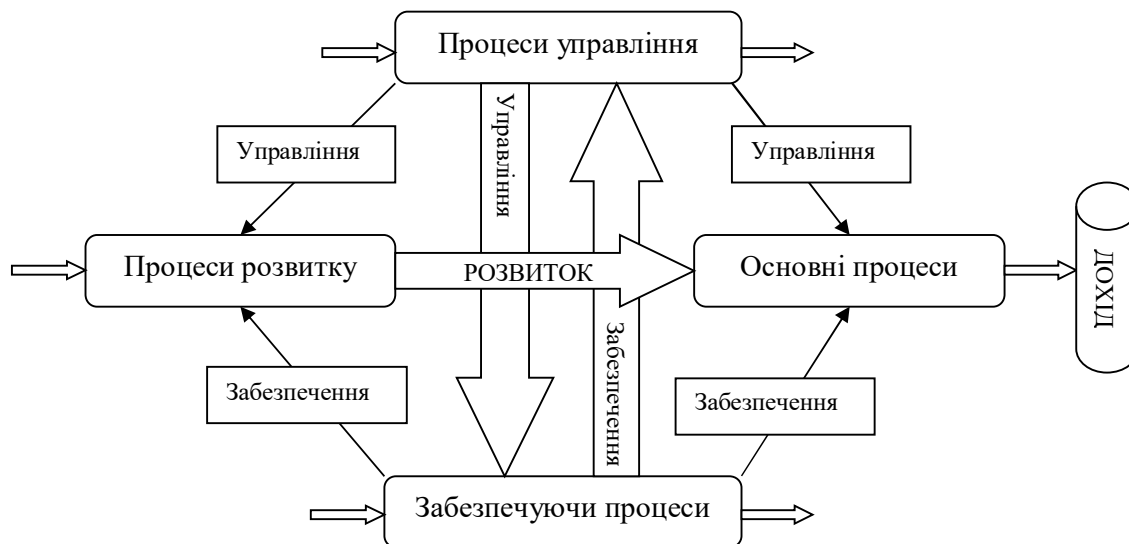 Процеси управління
Управління
Управління
Управління
Процеси розвитку
РОЗВИТОК
Основні процеси
ДОХІД
Забезпечення
Забезпечення
Забезпечення
Забезпечуючи процеси